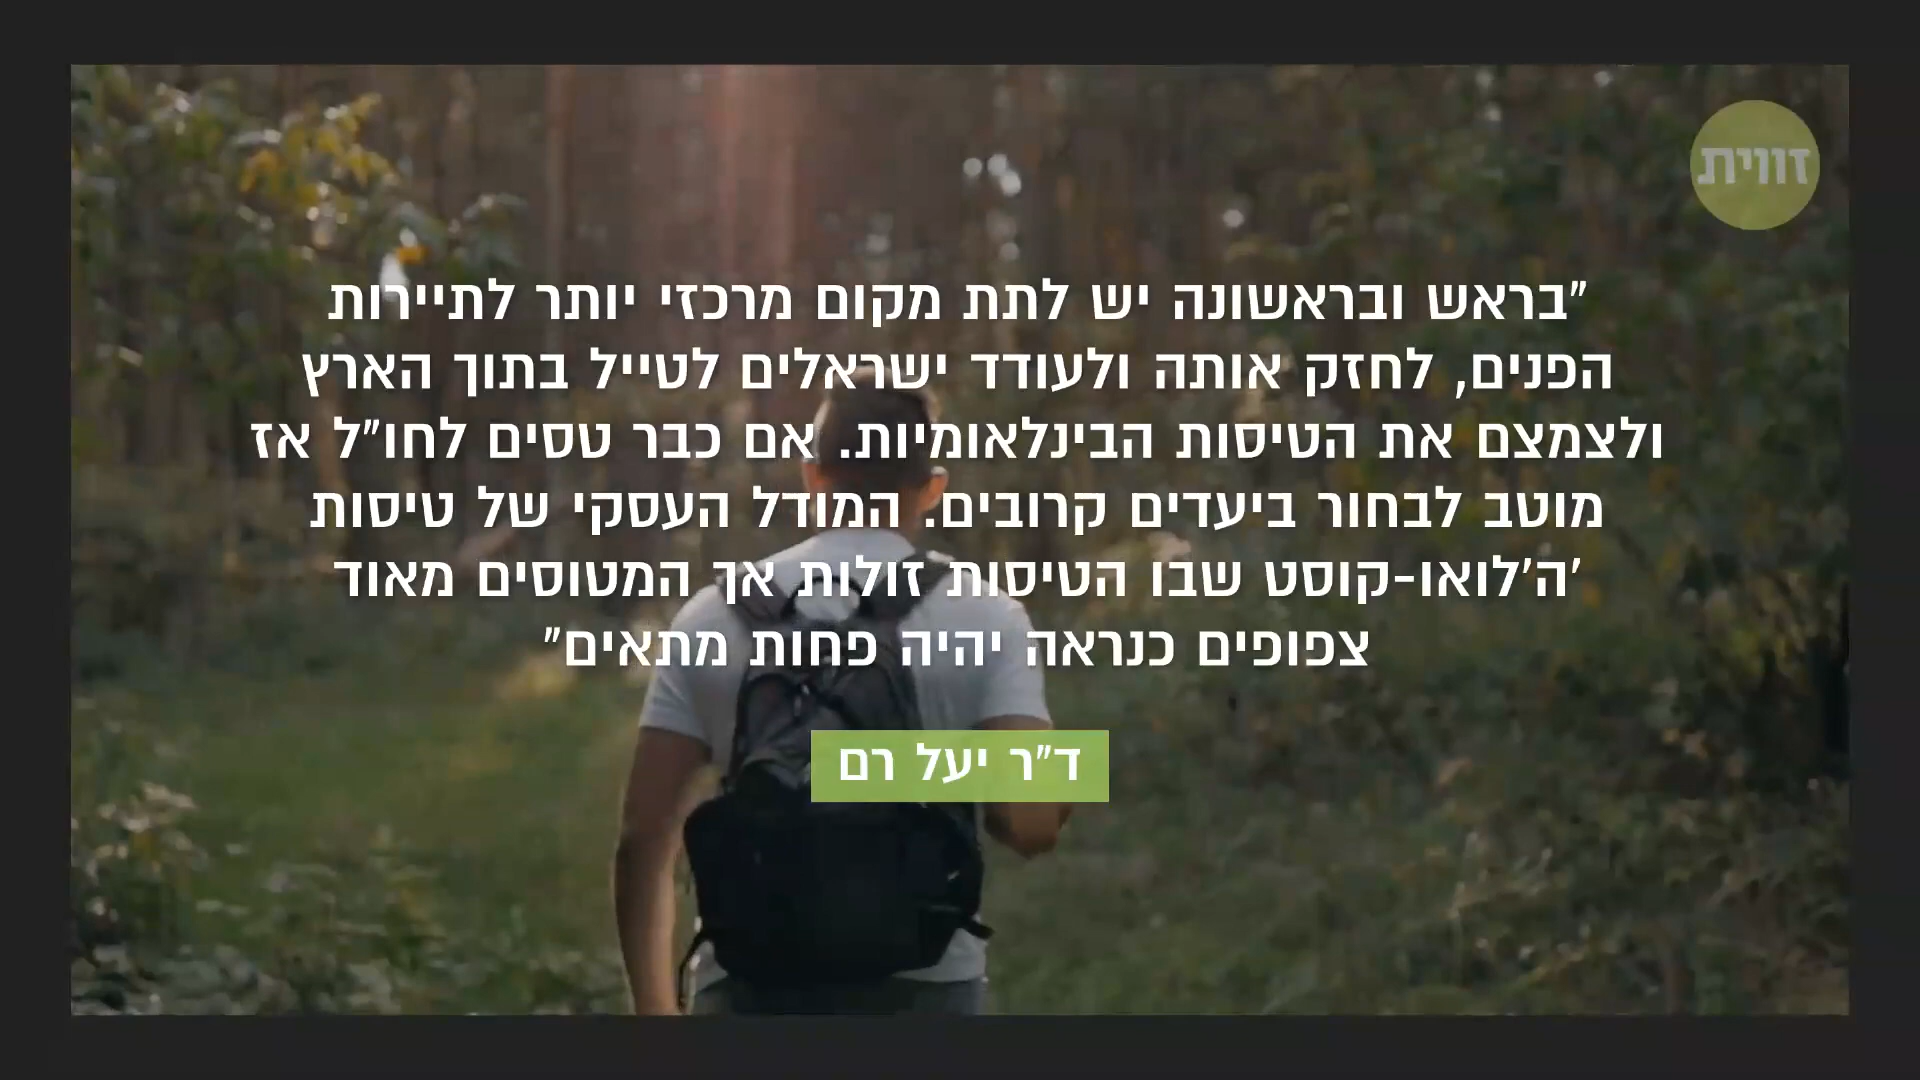 זווית
"בראש ובראשונה יש לתת מקום מרכזי יותר לתיירות
הפנים, לחזק אותה ולעודד ישראלים לטייל בתוך הארץ
ולצמצם את הטיסות הבינלאומיות. אם כבר טסים לחו"ל אז
מוטב לבחור ביעדים קרובים. המודל העסקי של טיסות
'ה'לואו-קוסט שבו הטיסות זולות אך המטוסים מאוד
צפופים כנראה יהיה פחות מתאים"
ד"ר יעל רם